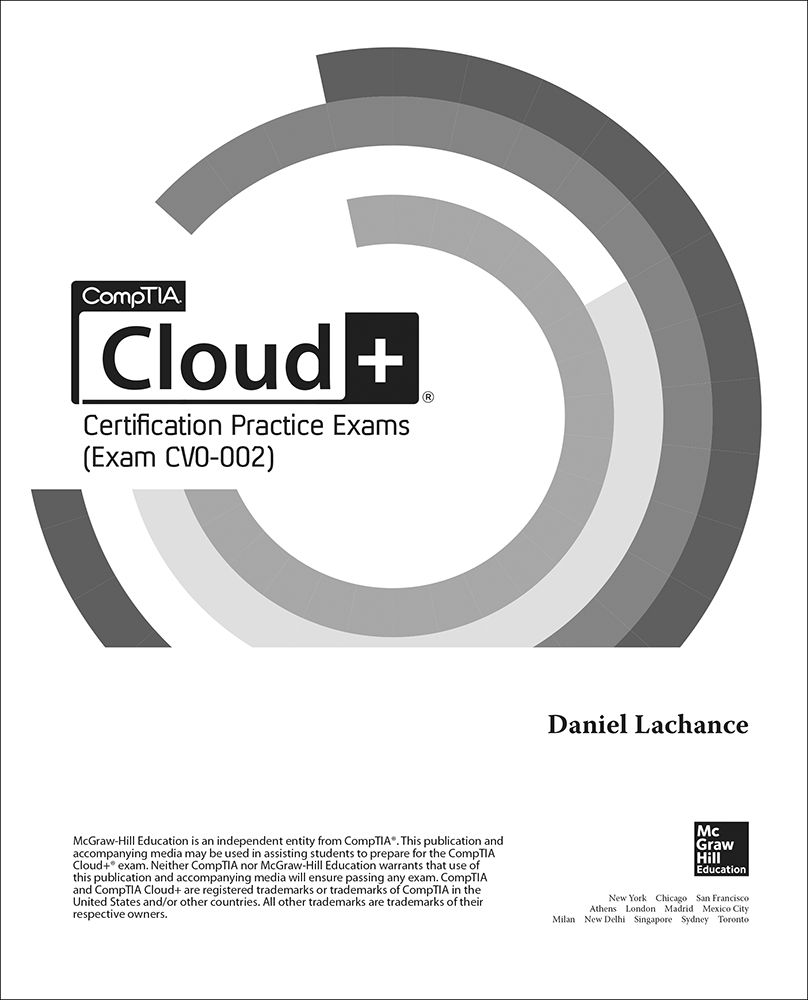 CompTIA.
Cloud+®
Certification Practice Exams
(Exam CV0-002)
Daniel Lachance
McGraw-Hill Education is an independent entity from CompTIA®. This publication and
accompanying media may be used in assisting students to prepare for the CompTIA
Cloud+® exam. Neither CompTIA nor McGraw-Hill Education warrants that use of
this publication and accompanying media will ensure passing any exam. CompTIA
and CompTIA Cloud+ are registered trademarks or trademarks of CompTIA in the
United States and/or other countries. All other trademarks are trademarks of their
respective owners.
Mc
Graw
Hill
Education
New York Chicago San Francisco
Athens London Madrid Mexico City
Milan New Delhi Singapore Sydney Toronto